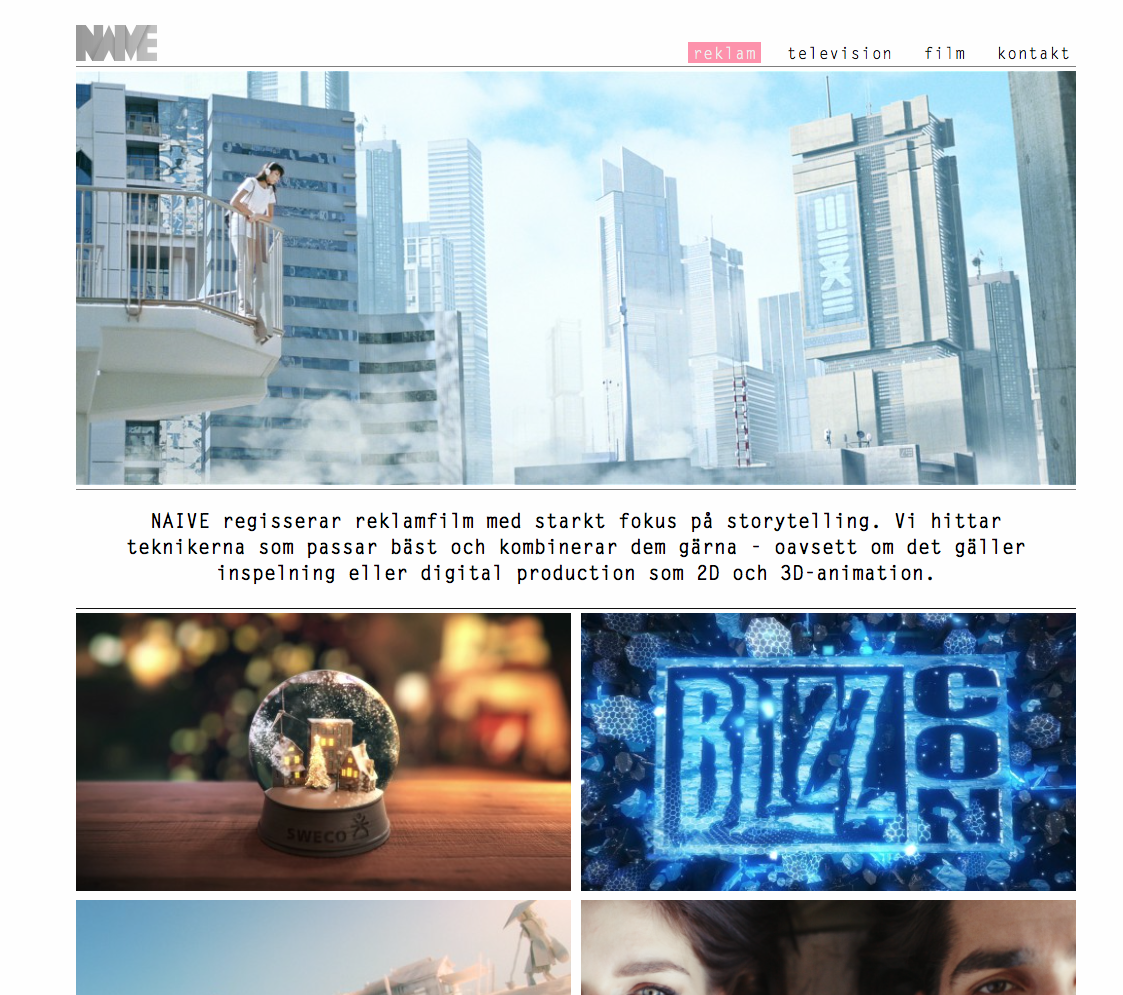 NAIVE
reklam television film kontakt
NAIVE regisserar reklamfilm med starkt fokus på storytelling. Vi hittar
teknikerna som passar bäst och kombinerar dem gärna - oavsett om det gäller
inspelning eller digital production som 2D och 3D-animation.
SWECO
BLIZZ
CON